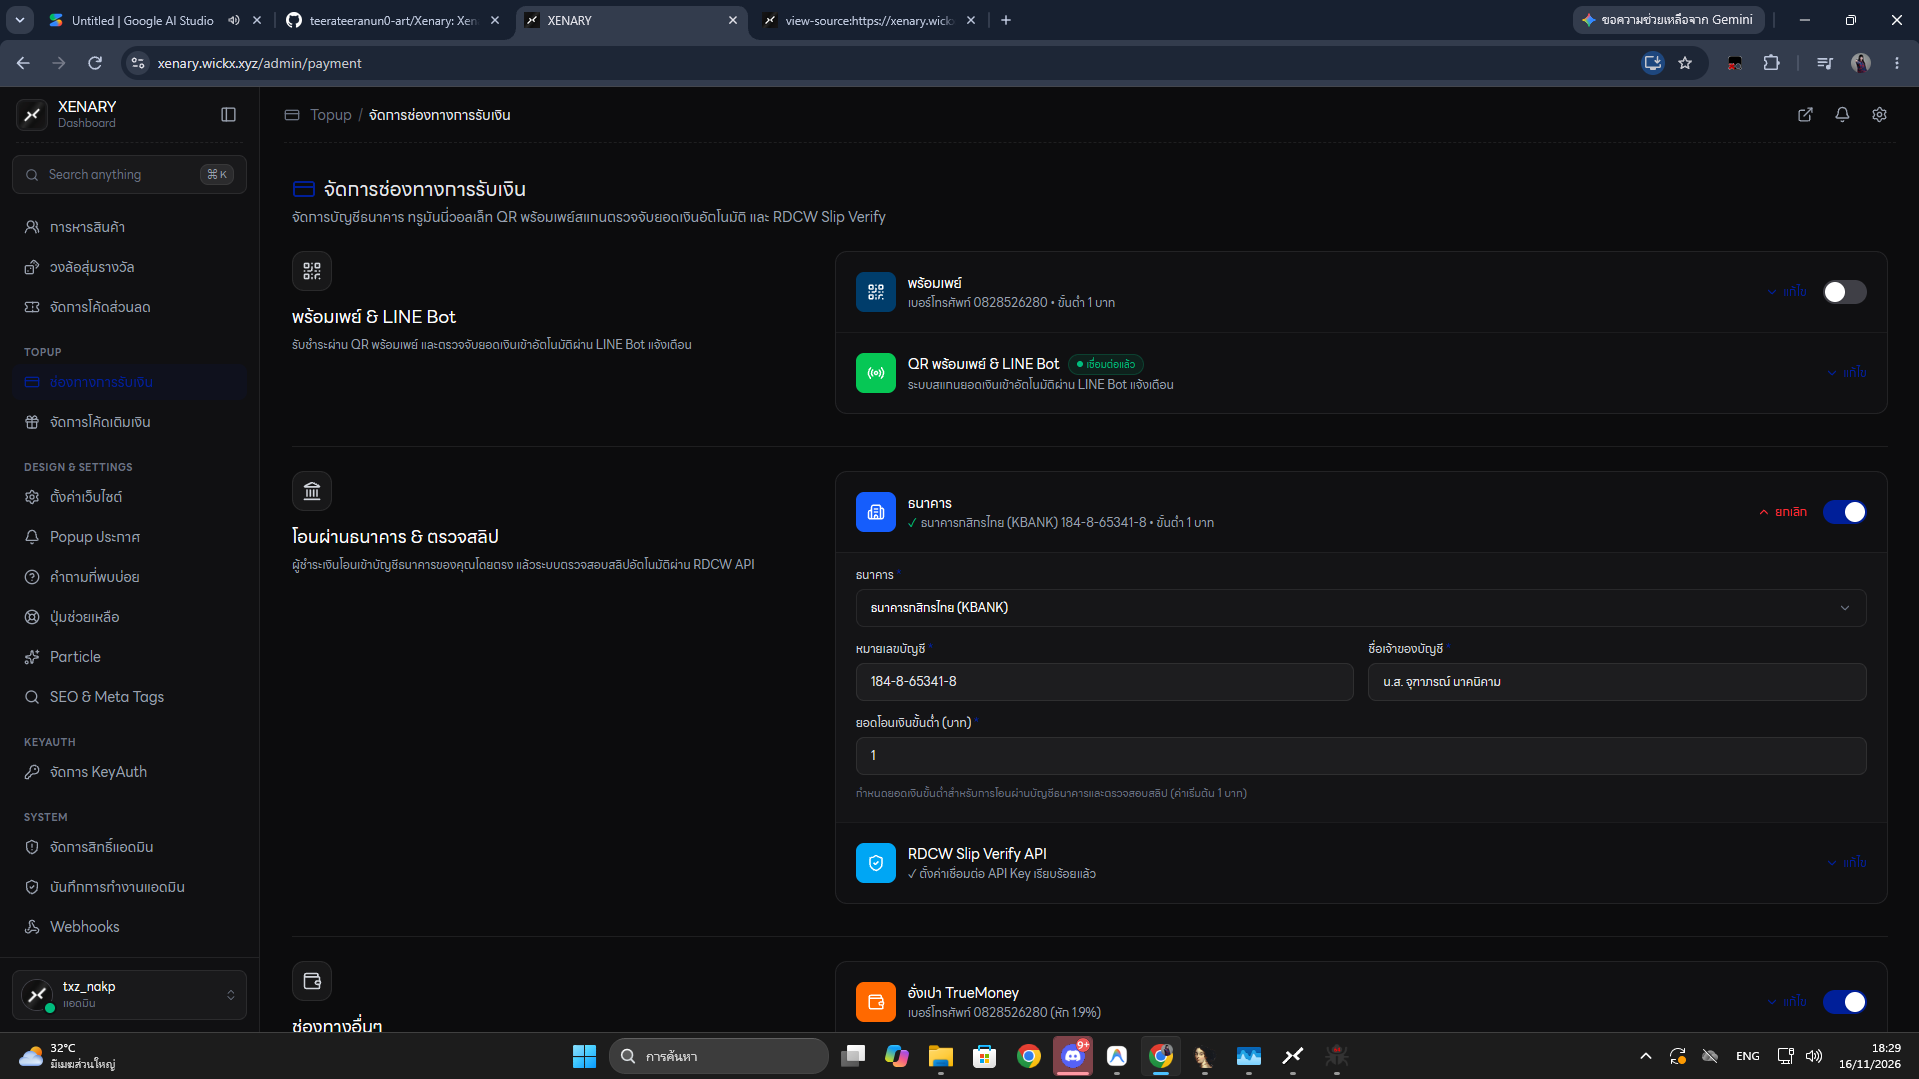 Untitled | Google AI Studio
teerateeranun0-art/Xenary: Xen
XENARY
view-source:https://xenary.wick
ขอความช่วยเหลือจาก Gemini
xenary.wickx.xyz/admin/payment
XENARY
Dashboard
Search anything
⌘ K
การหารสินค้า
วงล้อสุ่มรางวัล
จัดการโค้ดส่วนลด
TOPUP
ช่องทางการรับเงิน
จัดการโค้ดเติมเงิน
DESIGN & SETTINGS
ตั้งค่าเว็บไซต์
Popup ประกาศ
คำถามที่พบบ่อย
ปุ่มช่วยเหลือ
Particle
SEO & Meta Tags
KEYAUTH
จัดการ KeyAuth
SYSTEM
จัดการสิทธิ์แอดมิน
บันทึกการทำงานแอดมิน
Webhooks
txz_nakp
แอดมิน
Topup / จัดการช่องทางการรับเงิน
จัดการช่องทางการรับเงิน
จัดการบัญชีธนาคาร ทรูมันนี่วอลเล็ท QR พร้อมเพย์สแกนตรวจจับยอดเงินอัตโนมัติ และ RDCW Slip Verify
พร้อมเพย์ & LINE Bot
รับชำระผ่าน QR พร้อมเพย์ และตรวจจับยอดเงินเข้าอัตโนมัติผ่าน LINE Bot แจ้งเตือน
พร้อมเพย์
เบอร์โทรศัพท์ 0828526280 • ขั้นต่ำ 1 บาท
แก้ไข
QR พร้อมเพย์ & LINE Bot
เชื่อมต่อแล้ว
ระบบสแกนยอดเงินเข้าอัตโนมัติผ่าน LINE Bot แจ้งเตือน
แก้ไข
โอนผ่านธนาคาร & ตรวจสลิป
ผู้ชำระเงินโอนเข้าบัญชีธนาคารของคุณโดยตรง แล้วระบบตรวจสอบสลิปอัตโนมัติผ่าน RDCW API
ธนาคาร
✓ ธนาคารกสิกรไทย (KBANK) 184-8-65341-8 • ขั้นต่ำ 1 บาท
ยกเลิก
ธนาคาร *
ธนาคารกสิกรไทย (KBANK)
หมายเลขบัญชี *
ชื่อเจ้าของบัญชี *
184-8-65341-8
น.ส. จุฑาภรณ์ นาคนิคาม
ยอดโอนเงินขั้นต่ำ (บาท) *
1
กำหนดยอดเงินขั้นต่ำสำหรับการโอนผ่านบัญชีธนาคารและตรวจสอบสลิป (ค่าเริ่มต้น 1 บาท)
RDCW Slip Verify API
✓ ตั้งค่าเชื่อมต่อ API Key เรียบร้อยแล้ว
แก้ไข
ช่องทางอื่นๆ
อั่งเปา TrueMoney
เบอร์โทรศัพท์ 0828526280 (หัก 1.9%)
แก้ไข
32°C
มีเมฆส่วนใหญ่
การค้นหา
9+
ENG
18:29
16/11/2026